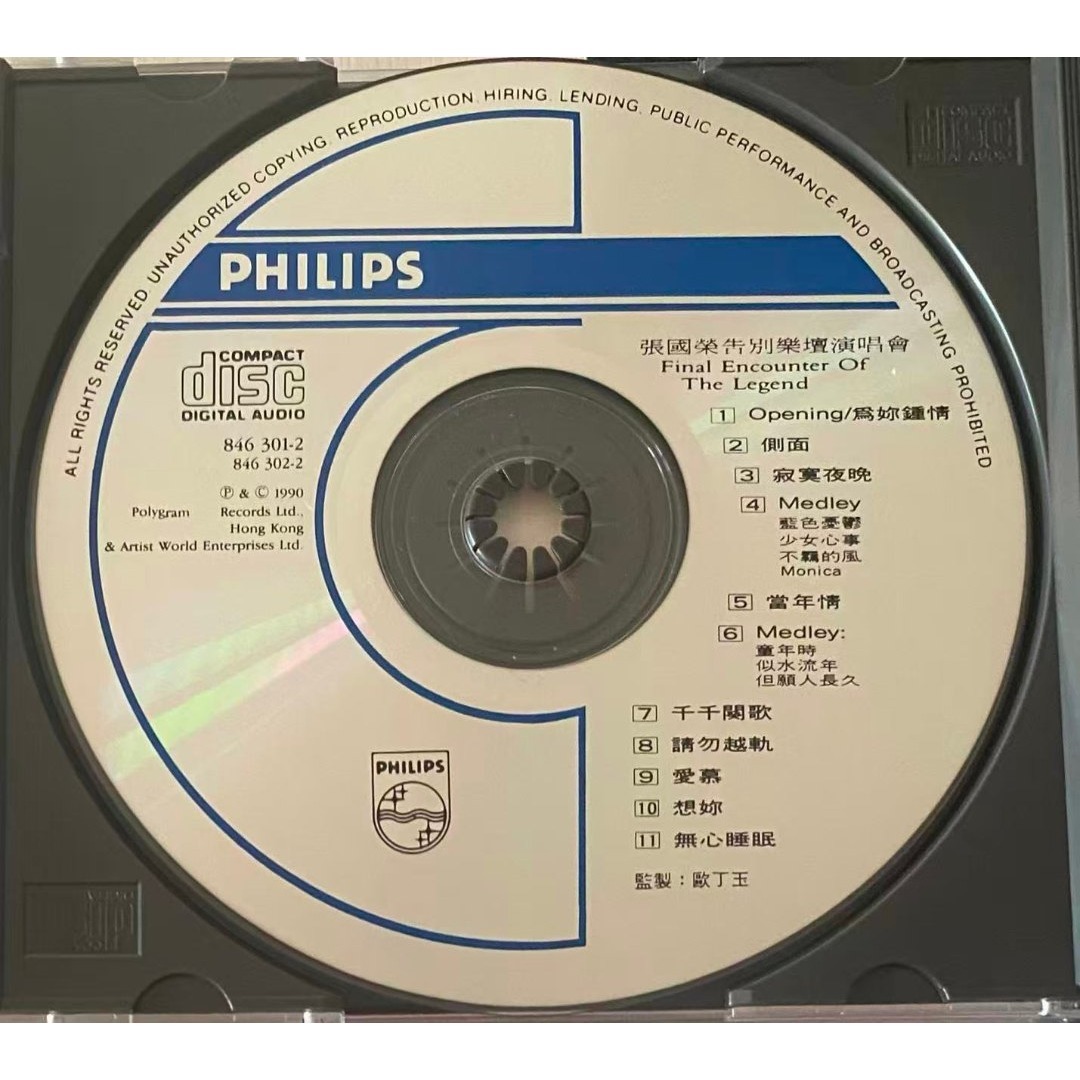 ALL RIGHTS RESERVED. UNAUTHORIZED COPYING, REPRODUCTION, HIRING, LENDING, PUBLIC PERFORMANCE AND BROADCASTING PROHIBITED
PHILIPS
COMPACT
disc
DIGITAL AUDIO
846 301-2
846 302-2
Ⓟ & © 1990
Polygram Records Ltd.,
Hong Kong
& Artist World Enterprises Ltd.
張國榮告別樂壇演唱會
Final Encounter Of
The Legend
1 Opening/爲妳鍾情
2 側面
3 寂寞夜晚
4 Medley
藍色憂鬱
少女心事
不羈的風
Monica
5 當年情
6 Medley:
童年時
似水流年
但願人長久
7 千千闋歌
8 請勿越軌
9 愛慕
10 想妳
11 無心睡眠
監製：歐丁玉
PHILIPS
COMPACT
disc
DIGITAL AUDIO